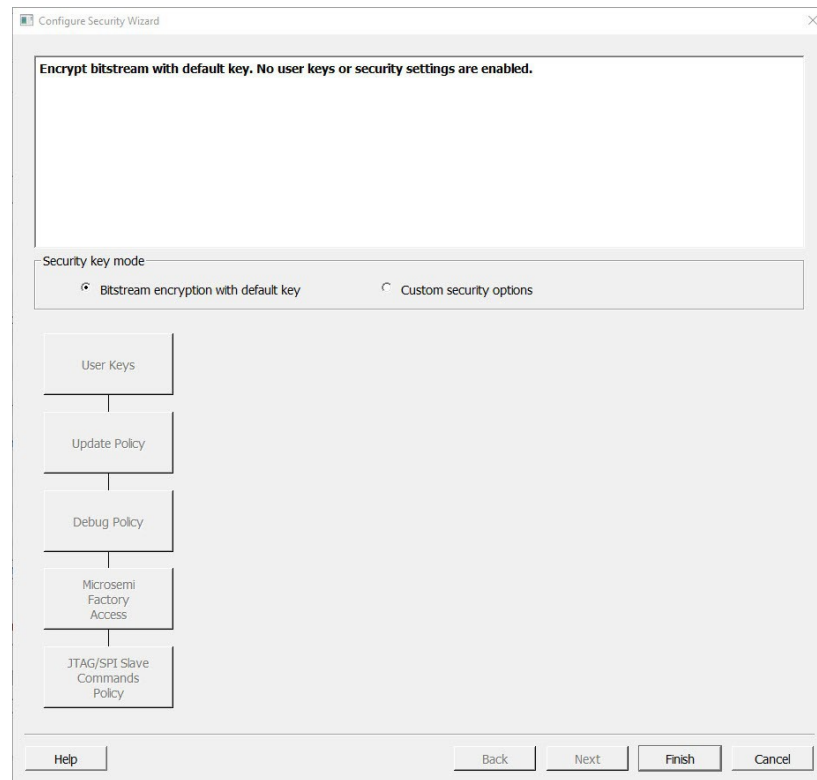 Configure Security Wizard
Encrypt bitstream with default key. No user keys or security settings are enabled.
Security key mode
Bitstream encryption with default key
Custom security options
User Keys
Update Policy
Debug Policy
Microsemi
Factory
Access
JTAG/SPI Slave
Commands
Policy
Help
Back
Next
Finish
Cancel